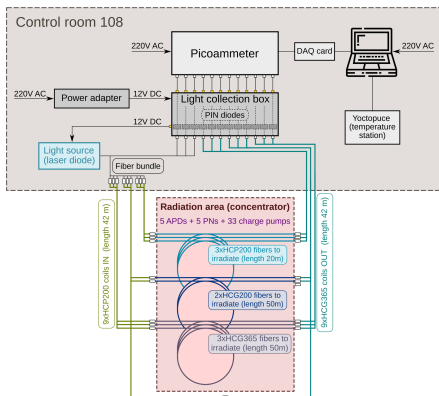 Control room 108
220V AC
Picoammeter
DAQ card
220V AC
220V AC
Power adapter
12V DC
Light collection box
PIN diodes
12V DC
Yoctopuce
(temperature
station)
Light source
(laser diode)
Fiber bundle
Radiation area (concentrator)
5 APDs + 5 PNs + 33 charge pumps
3xHCP200 fibers to
irradiate (length 20m)
2xHCG200 fibers to
irradiate (length 50m)
3xHCG365 fibers to
irradiate (length 50m)
9xHCP200 coils IN (length 42 m)
9xHCG365 coils OUT (length 42 m)